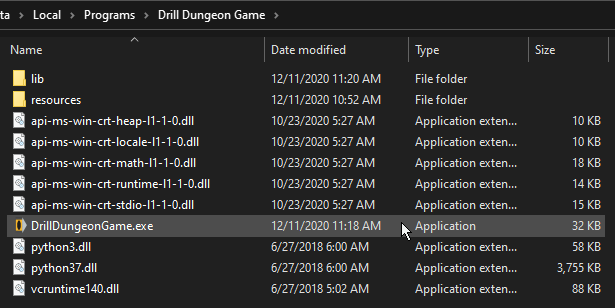 ta > Local > Programs > Drill Dungeon Game >
Name Date modified Type Size
lib 12/11/2020 11:20 AM File folder
resources 12/11/2020 10:52 AM File folder
api-ms-win-crt-heap-l1-1-0.dll 10/23/2020 5:27 AM Application exten... 10 KB
api-ms-win-crt-locale-l1-1-0.dll 10/23/2020 5:27 AM Application exten... 10 KB
api-ms-win-crt-math-l1-1-0.dll 10/23/2020 5:27 AM Application exten... 18 KB
api-ms-win-crt-runtime-l1-1-0.dll 10/23/2020 5:27 AM Application exten... 14 KB
api-ms-win-crt-stdio-l1-1-0.dll 10/23/2020 5:27 AM Application exten... 15 KB
DrillDungeonGame.exe 12/11/2020 11:18 AM Application 32 KB
python3.dll 6/27/2018 6:00 AM Application exten... 58 KB
python37.dll 6/27/2018 6:00 AM Application exten... 3,755 KB
vcruntime140.dll 6/27/2018 5:02 AM Application exten... 88 KB